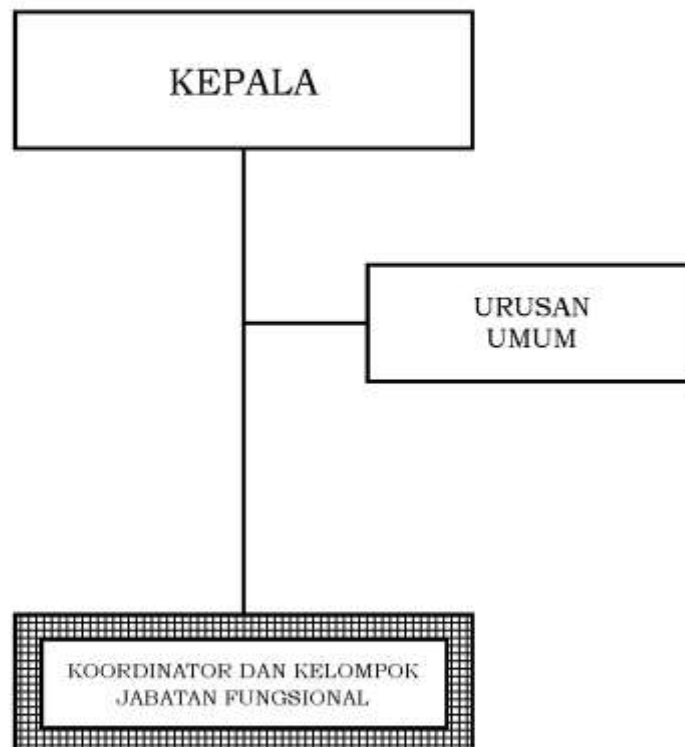 KEPALA
URUSAN
UMUM
KOORDINATOR DAN KELOMPOK
JABATAN FUNGSIONAL